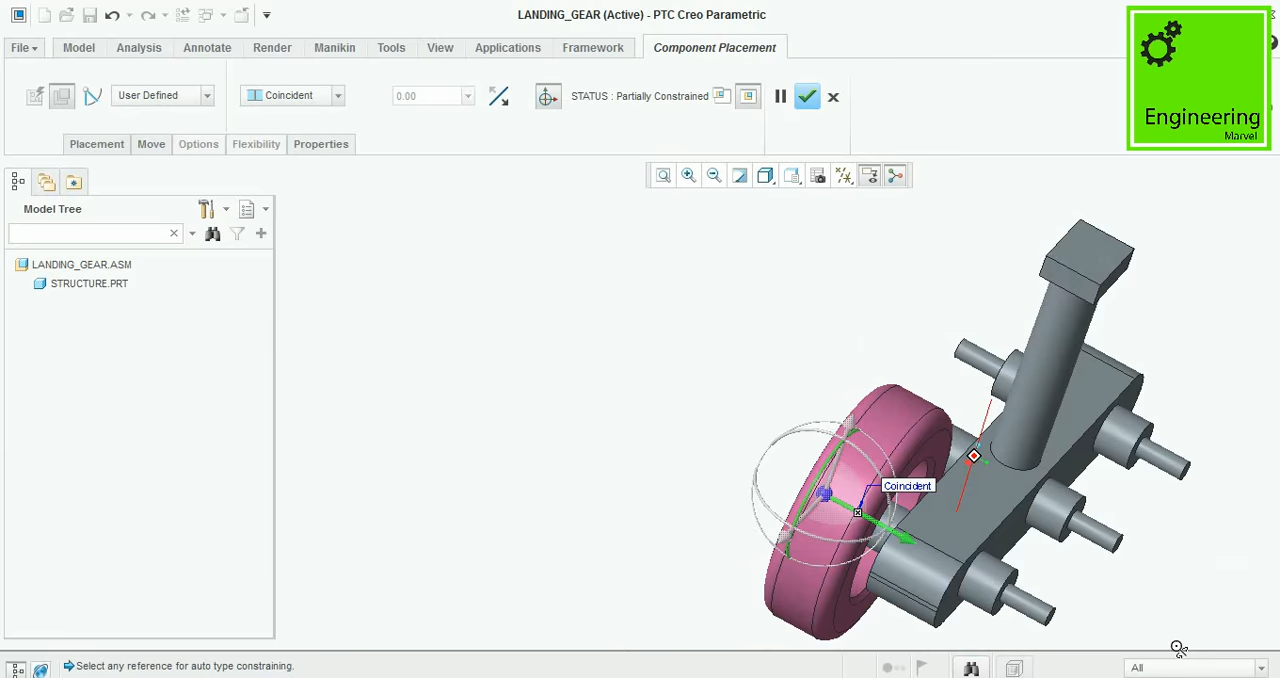 LANDING_GEAR (Active) - PTC Creo Parametric
File Model Analysis Annotate Render Manikin Tools View Applications Framework Component Placement
User Defined Coincident 0.00 STATUS : Partially Constrained
Placement Move Options Flexibility Properties
Engineering
Marvel
Model Tree
LANDING_GEAR.ASM
STRUCTURE.PRT
Coincident
Select any reference for auto type constraining.
All